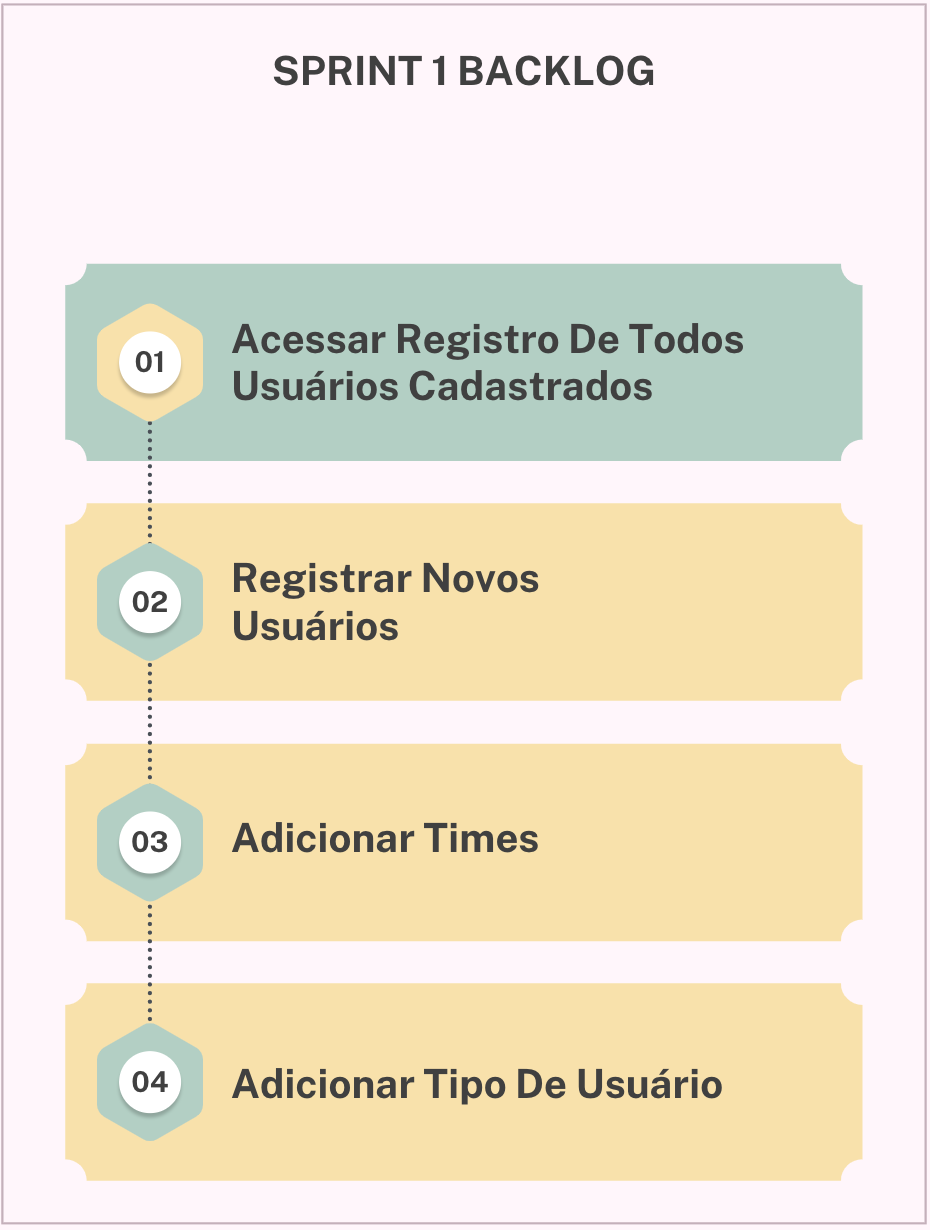 SPRINT 1 BACKLOG
01
Acessar Registro De Todos
Usuários Cadastrados
02
Registrar Novos
Usuários
03
Adicionar Times
04
Adicionar Tipo De Usuário